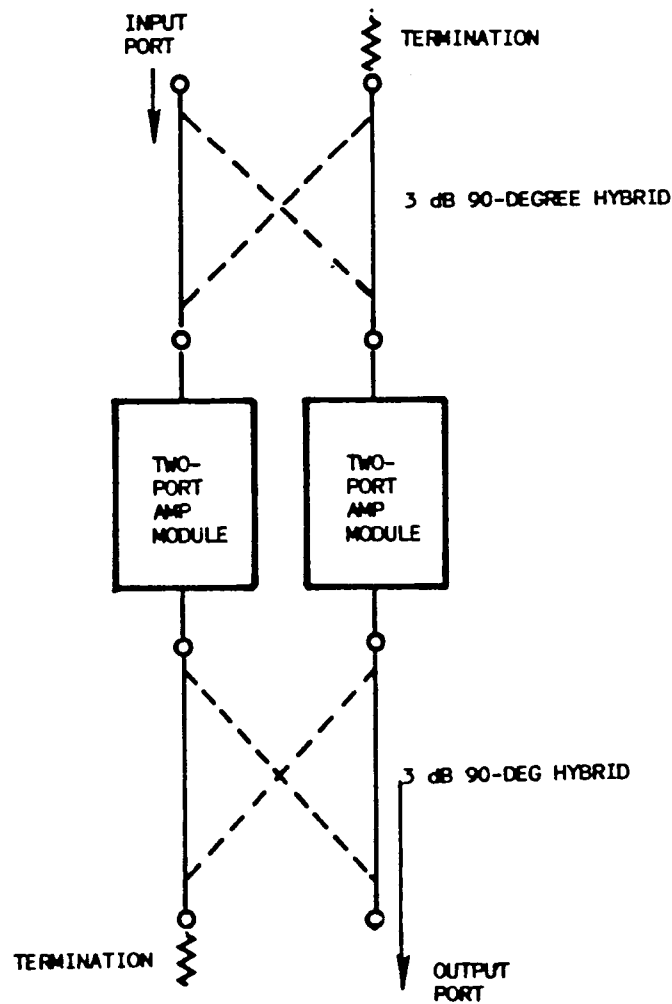 INPUT
PORT
TERMINATION
3 dB 90-DEGREE HYBRID
TWO-
PORT
AMP
MODULE
TWO-
PORT
AMP
MODULE
3 dB 90-DEG HYBRID
TERMINATION
OUTPUT
PORT